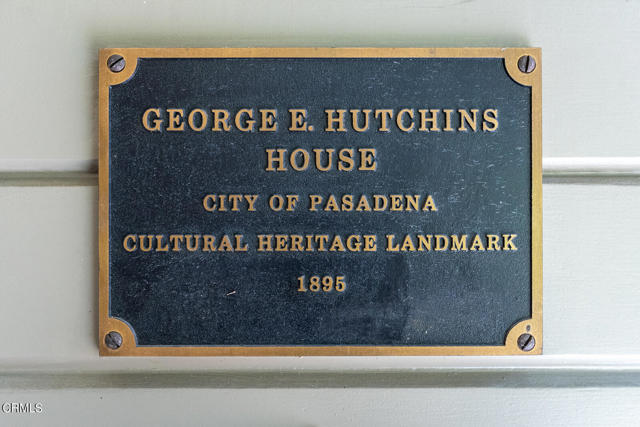 GEORGE E. HUTCHINS
HOUSE
CITY OF PASADENA
CULTURAL HERITAGE LANDMARK
1895
CRMLS